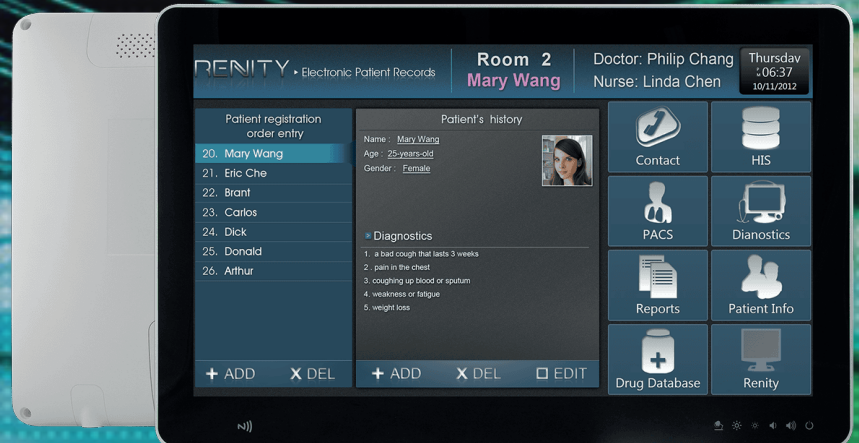 RENITY ▸ Electronic Patient Records
Room 2
Mary Wang
Doctor: Philip Chang
Nurse: Linda Chen
Thursday
06:37
10/11/2012
Patient registration
order entry
20. Mary Wang
21. Eric Che
22. Brant
23. Carlos
24. Dick
25. Donald
26. Arthur
+ ADD X DEL
Patient's history
Name : Mary Wang
Age : 25-years-old
Gender : Female
Diagnostics
1. a bad cough that lasts 3 weeks
2 . pain in the chest
3. coughing up blood or sputum
4. weakness or fatigue
5. weight loss
+ ADD X DEL EDIT
Contact
HIS
PACS
Dianostics
Reports
Patient Info
Drug Database
Renity